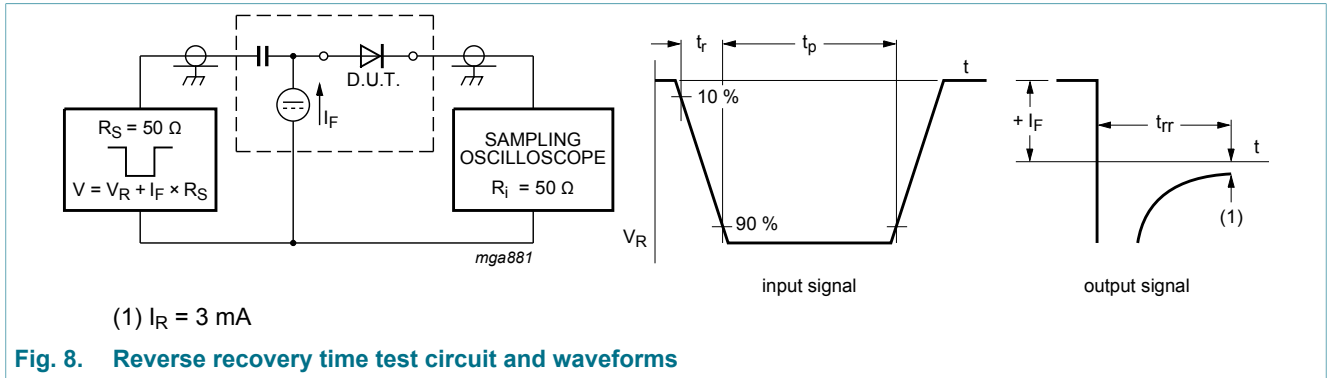 R_S = 50 Ω
V = V_R + I_F × R_S
I_F
D.U.T.
SAMPLING
OSCILLOSCOPE
R_i = 50 Ω
mga881
t_r
t_p
t
10 %
90 %
V_R
input signal
+ I_F
t_rr
t
(1)
output signal
(1) I_R = 3 mA
Fig. 8. Reverse recovery time test circuit and waveforms